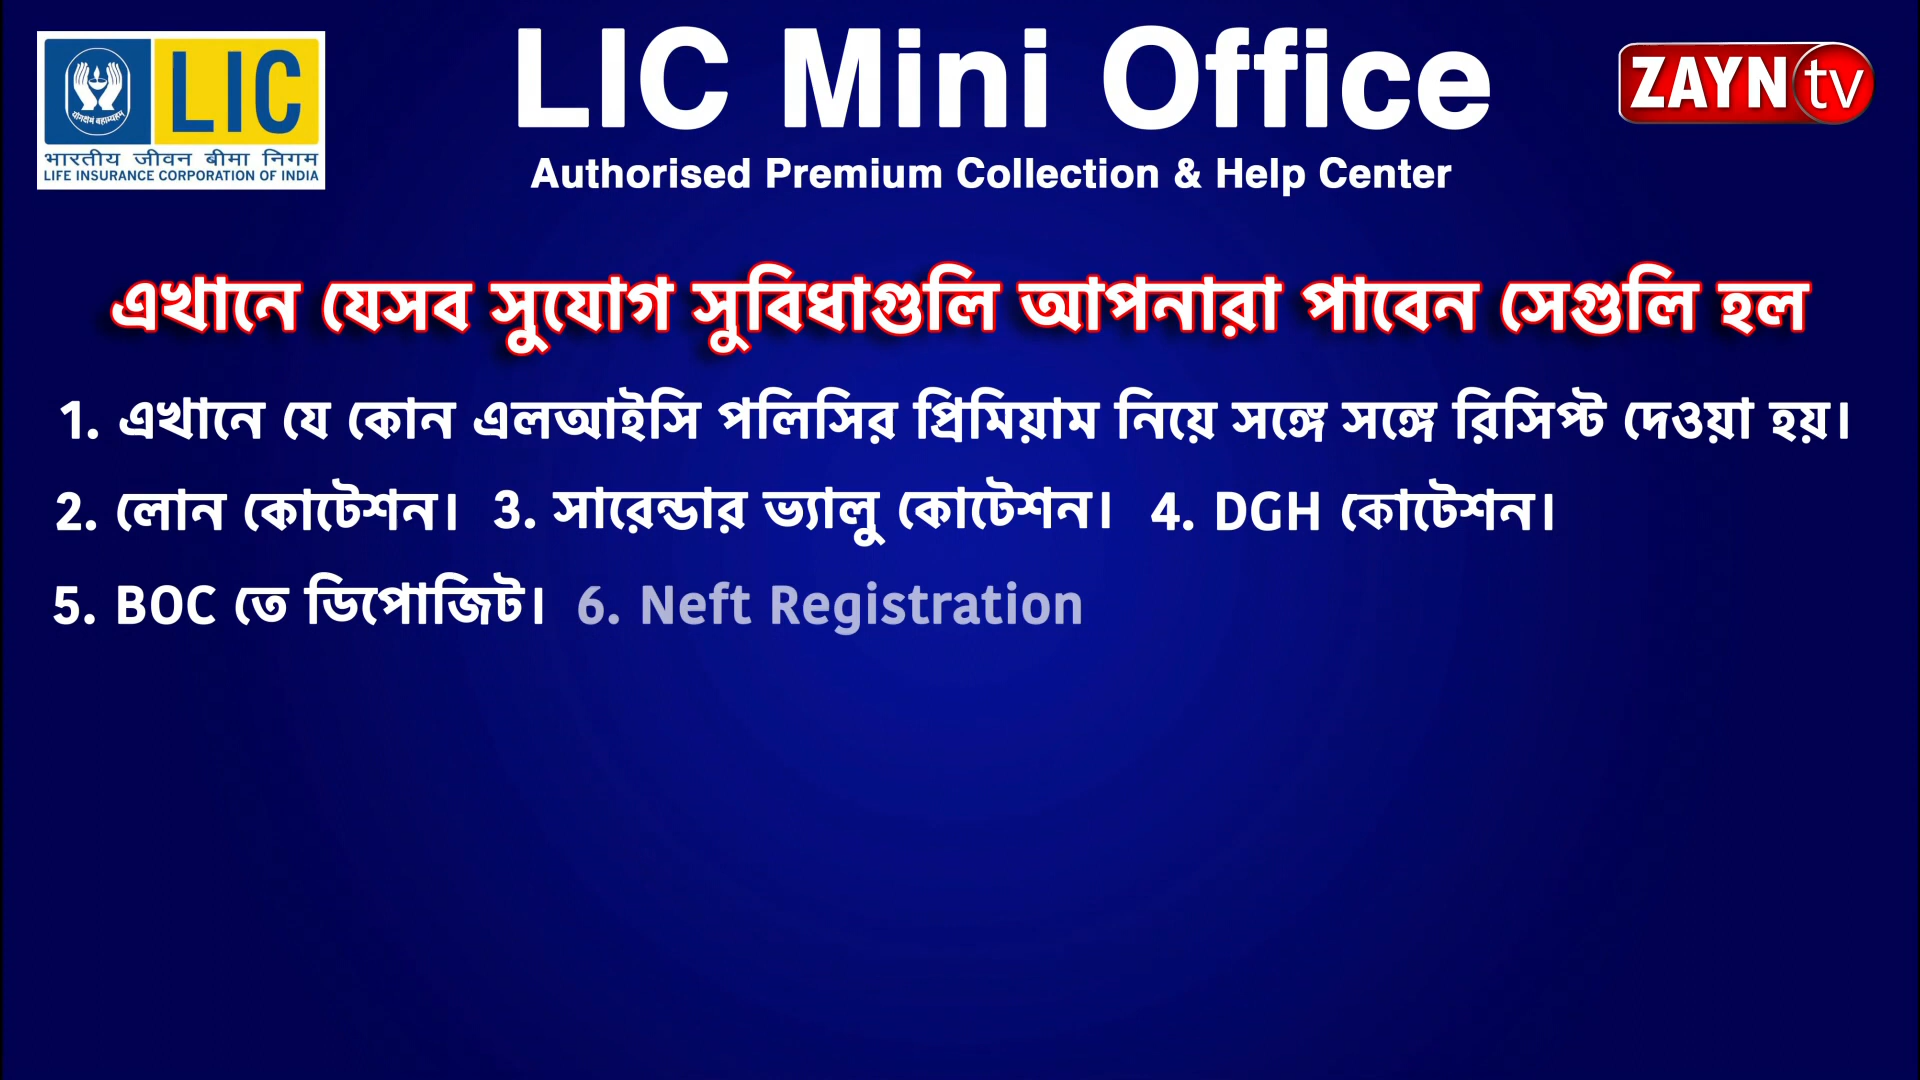 LIC Mini Office
Authorised Premium Collection & Help Center
LIC
भारतीय जीवन बीमा निगम
LIFE INSURANCE CORPORATION OF INDIA
ZAYN tv
এখানে যেসব সুযোগ সুবিধাগুলি আপনারা পাবেন সেগুলি হল
1. এখানে যে কোন এলআইসি পলিসির প্রিমিয়াম নিয়ে সঙ্গে সঙ্গে রিসিপ্ট দেওয়া হয়।
2. লোন কোটেশন। 3. সারেন্ডার ভ্যালু কোটেশন। 4. DGH কোটেশন।
5. BOC তে ডিপোজিট। 6. Neft Registration